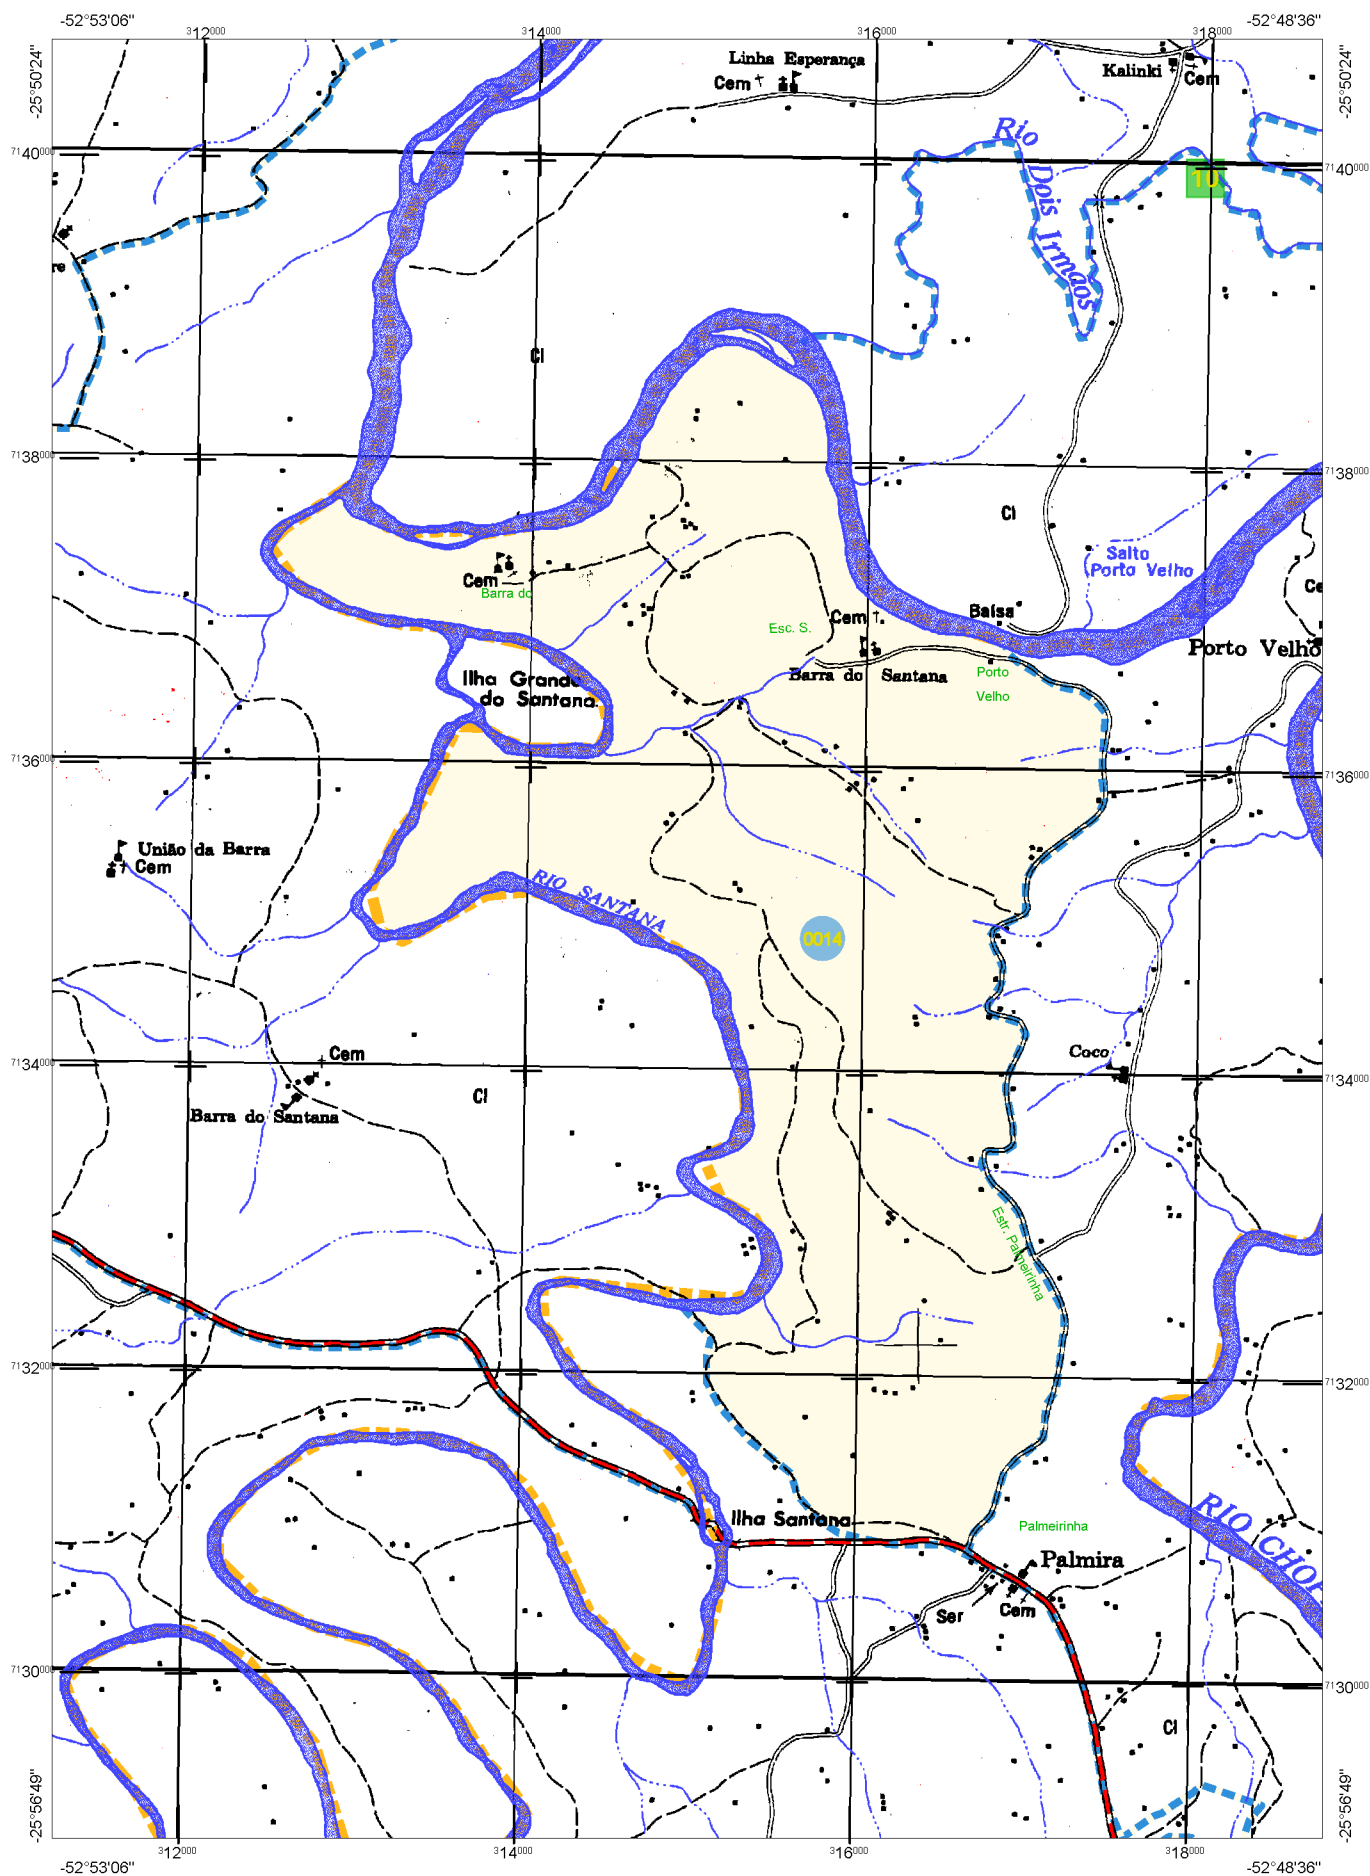 -52°53'06"
-52°48'36"
312000
314000
316000
318000
-25°50'24"
-25°50'24"
Linha Esperança
Cem
Kalinki
Cem
Rio Dois Irmãos
7140000
7140000
10
re
CI
7138000
7138000
CI
Salto
Porto Velho
Cem
Barra do
Balsa
Ce
Cem
Esc. S.
Porto Velho
Barra do Santana
Porto
Velho
Ilha Grande
do Santana
7136000
7136000
União da Barra
Cem
RIO SANTANA
0014
Cem
Coco
7134000
7134000
CI
Barra do Santana
Estr. Palmeirinha
7132000
7132000
RIO CHOP
Ilha Santana
Palmeirinha
Palmira
Ser
Cem
7130000
7130000
CI
-25°56'49"
-25°56'49"
312000
314000
316000
318000
-52°53'06"
-52°48'36"